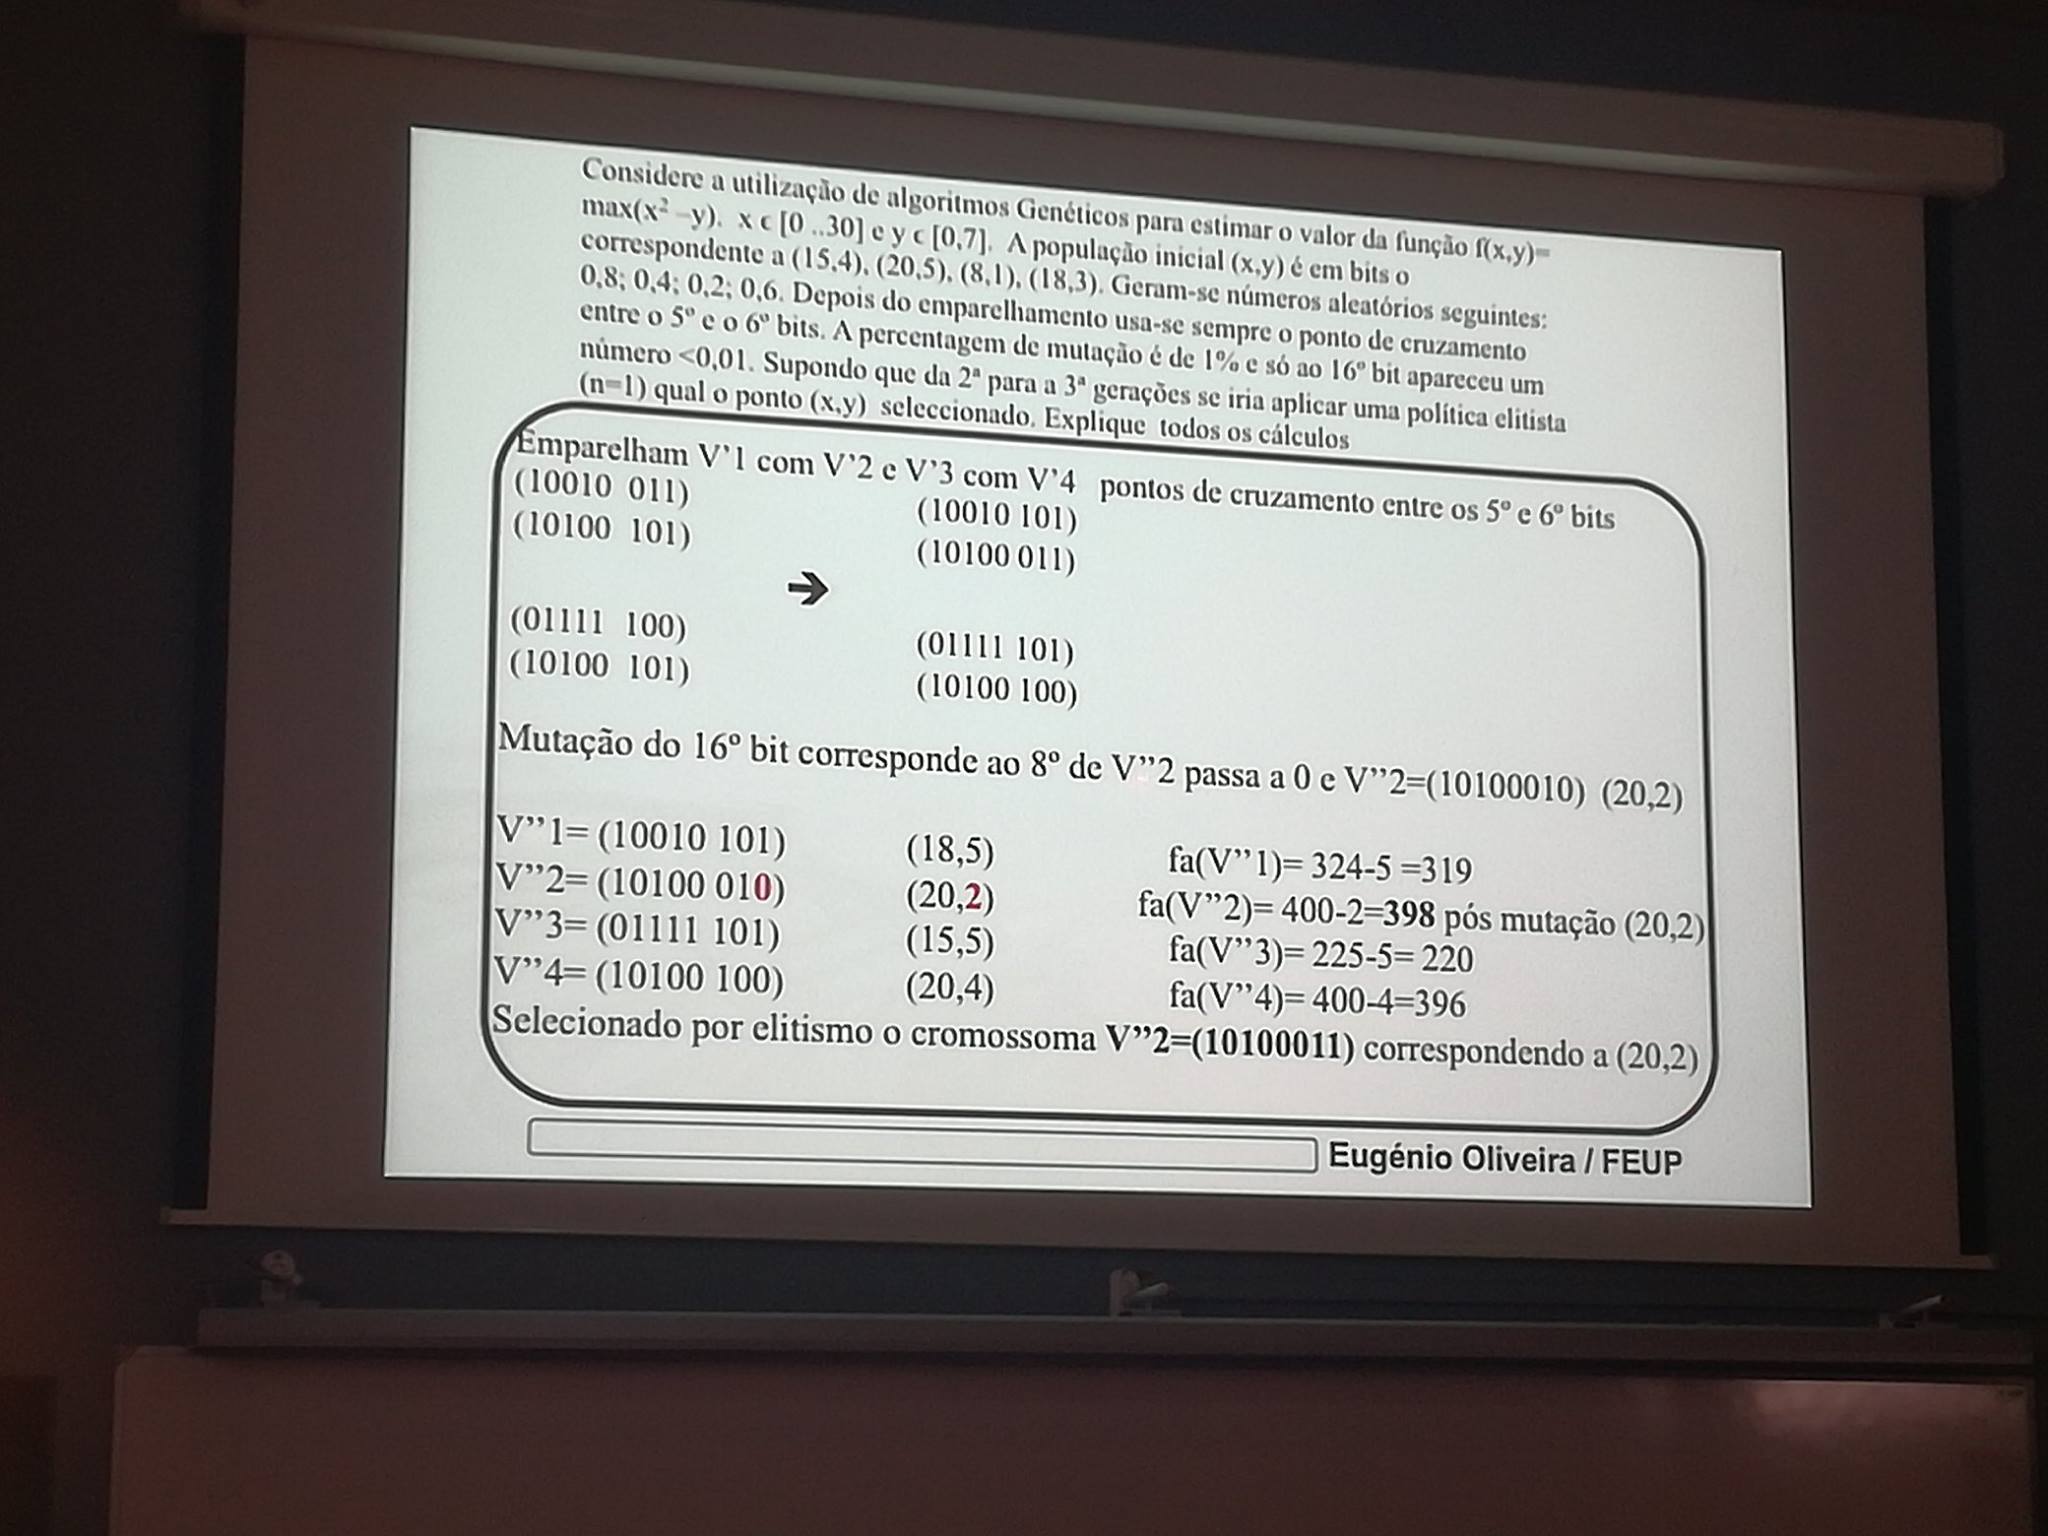 Considere a utilização de algoritmos Genéticos para estimar o valor da função f(x,y)=
max(x² –y). x є [0 ..30] e y є [0,7]. A população inicial (x,y) é em bits o
correspondente a (15,4), (20,5), (8,1), (18,3). Geram-se números aleatórios seguintes:
0,8; 0,4; 0,2; 0,6. Depois do emparelhamento usa-se sempre o ponto de cruzamento
entre o 5º e o 6º bits. A percentagem de mutação é de 1% e só ao 16º bit apareceu um
número <0,01. Supondo que da 2ª para a 3ª gerações se iria aplicar uma política elitista
(n=1) qual o ponto (x,y) seleccionado. Explique todos os cálculos
Emparelham V’1 com V’2 e V’3 com V’4 pontos de cruzamento entre os 5º e 6º bits
(10010 011) (10010 101)
(10100 101) (10100 011)
➔
(01111 100) (01111 101)
(10100 101) (10100 100)
Mutação do 16º bit corresponde ao 8º de V”2 passa a 0 e V”2=(10100010) (20,2)
V”1= (10010 101) (18,5) fa(V”1)= 324-5 =319
V”2= (10100 010) (20,2) fa(V”2)= 400-2=398 pós mutação (20,2)
V”3= (01111 101) (15,5) fa(V”3)= 225-5= 220
V”4= (10100 100) (20,4) fa(V”4)= 400-4=396
Selecionado por elitismo o cromossoma V”2=(10100011) correspondendo a (20,2)
Eugénio Oliveira / FEUP